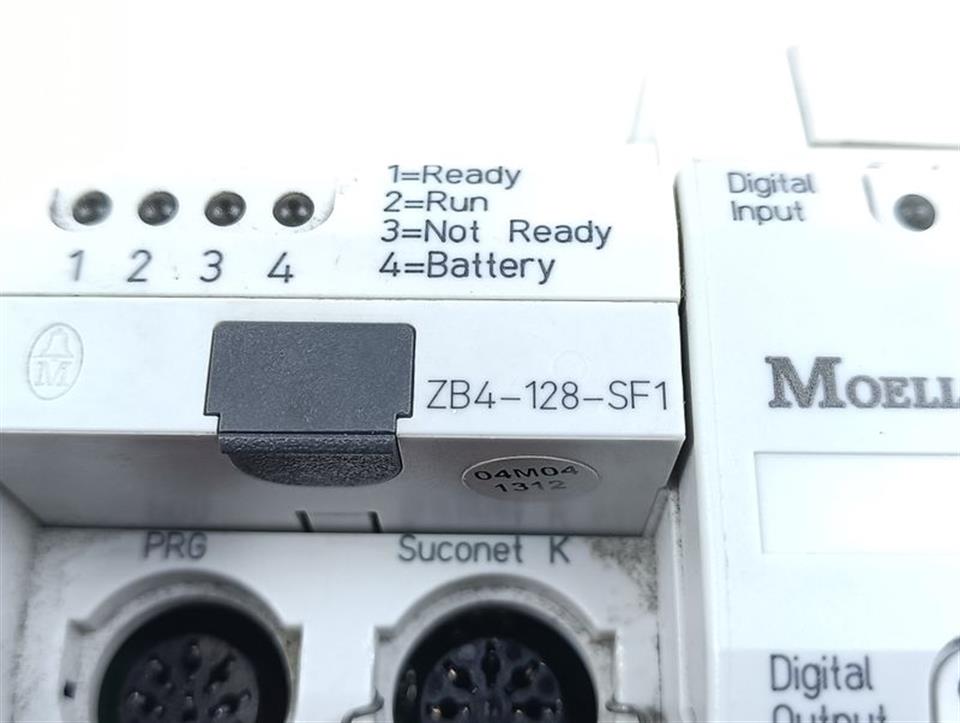 1=Ready
2=Run
3=Not Ready
4=Battery
1 2 3 4
Digital
Input
M
ZB4-128-SF1
MOELL
04M04
1312
PRG
Suconet K
Digital
Output